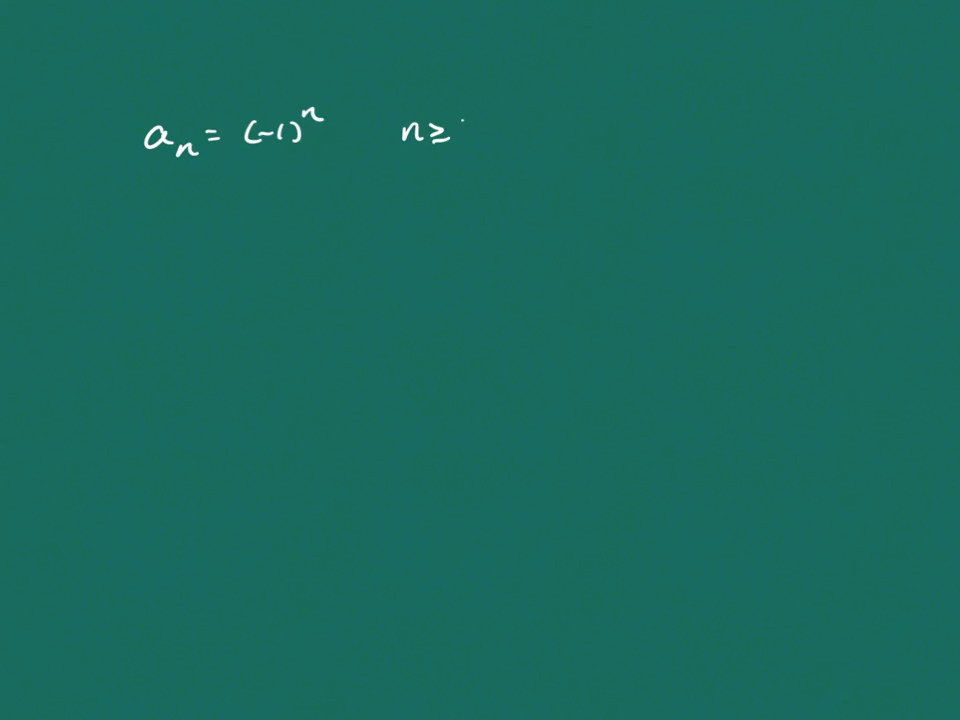 aₙ = (-1)ⁿ n ≥